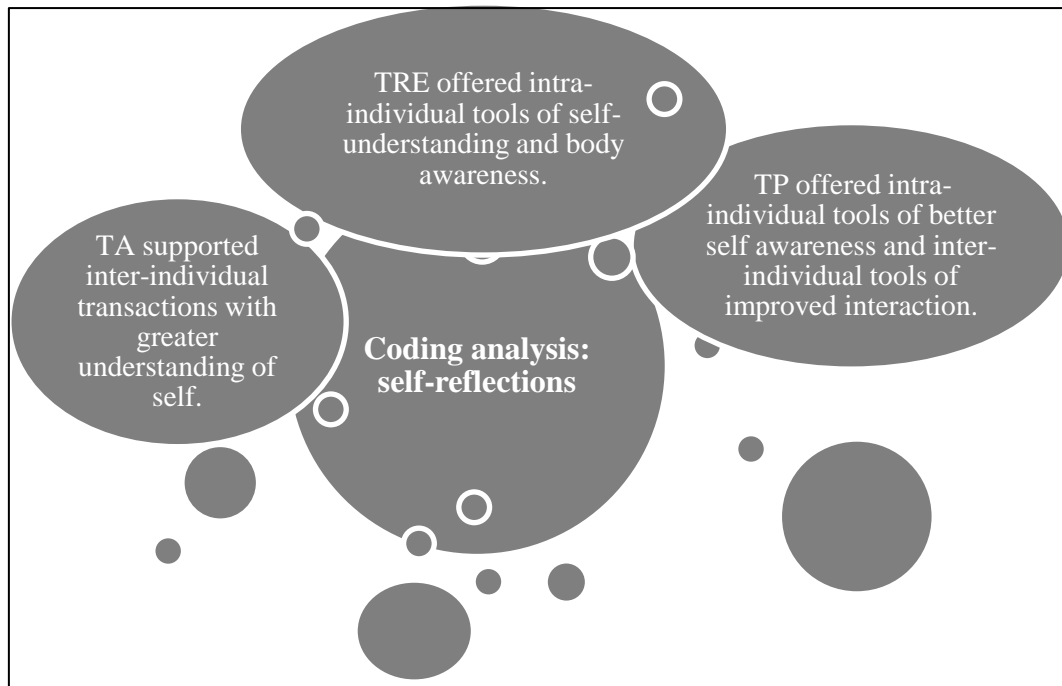 TRE offered intra-
individual tools of self-
understanding and body
awareness.
TP offered intra-
individual tools of better
self awareness and inter-
individual tools of
improved interaction.
TA supported
inter-individual
transactions with
greater
understanding of
self.
Coding analysis:
self-reflections